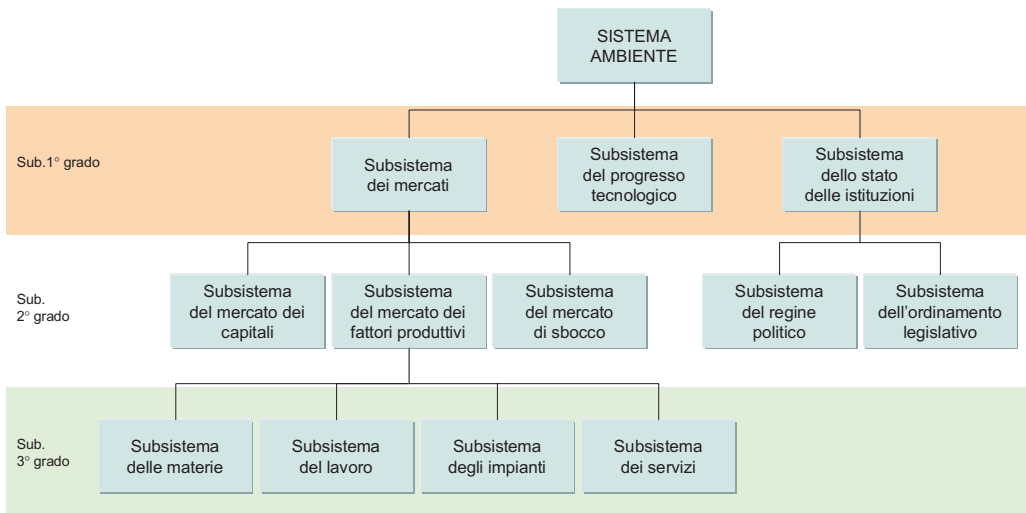 SISTEMA
AMBIENTE
Sub.1° grado
Subsistema
dei mercati
Subsistema
del progresso
tecnologico
Subsistema
dello stato
delle istituzioni
Sub.
2° grado
Subsistema
del mercato dei
capitali
Subsistema
del mercato dei
fattori produttivi
Subsistema
del mercato
di sbocco
Subsistema
del regine
politico
Subsistema
dell'ordinamento
legislativo
Sub.
3° grado
Subsistema
delle materie
Subsistema
del lavoro
Subsistema
degli impianti
Subsistema
dei servizi